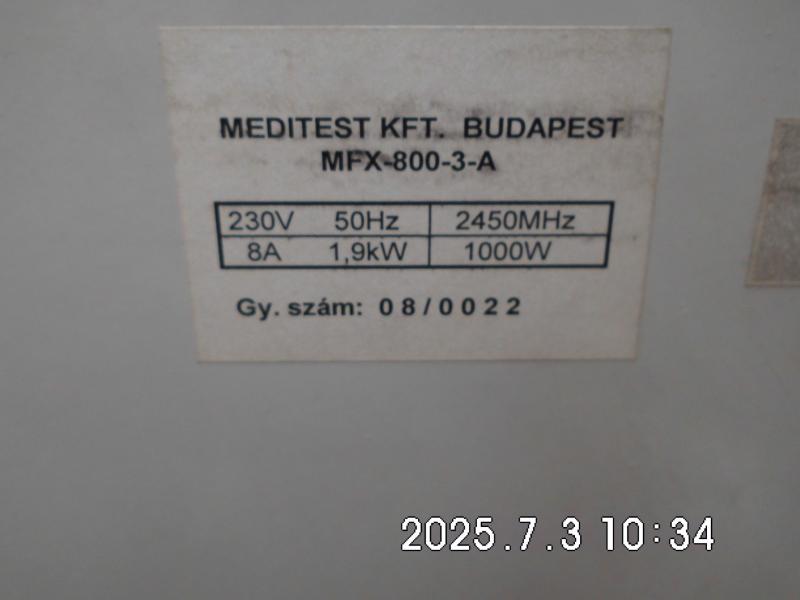 MEDITEST KFT. BUDAPEST
MFX-800-3-A
230V 50Hz 2450MHz
8A 1,9kW 1000W
Gy. szám: 08/0022
2025.7.3 10:34